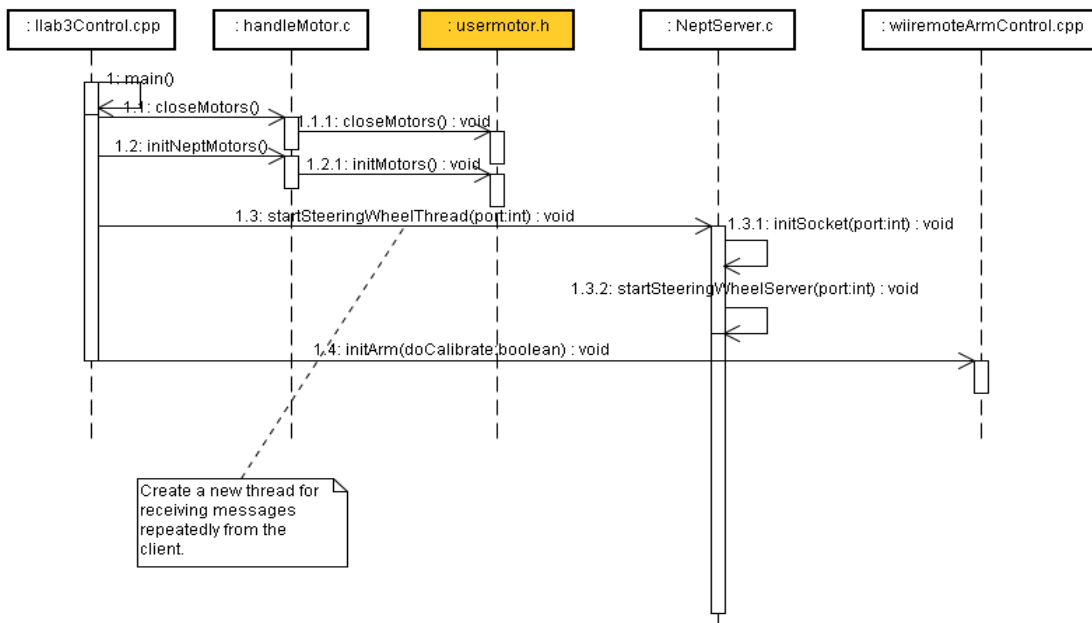 : llab3Control.cpp
: handleMotor.c
: usermotor.h
: NeptServer.c
: wiiremoteArmControl.cpp
1: main()
1.1: closeMotors()
1.1.1: closeMotors() : void
1.2: initNeptMotors()
1.2.1: initMotors() : void
1.3: startSteeringWheelThread(port:int) : void
1.3.1: initSocket(port:int) : void
1.3.2: startSteeringWheelServer(port:int) : void
1.4: initArm(doCalibrate:boolean) : void
Create a new thread for
receiving messages
repeatedly from the
client.